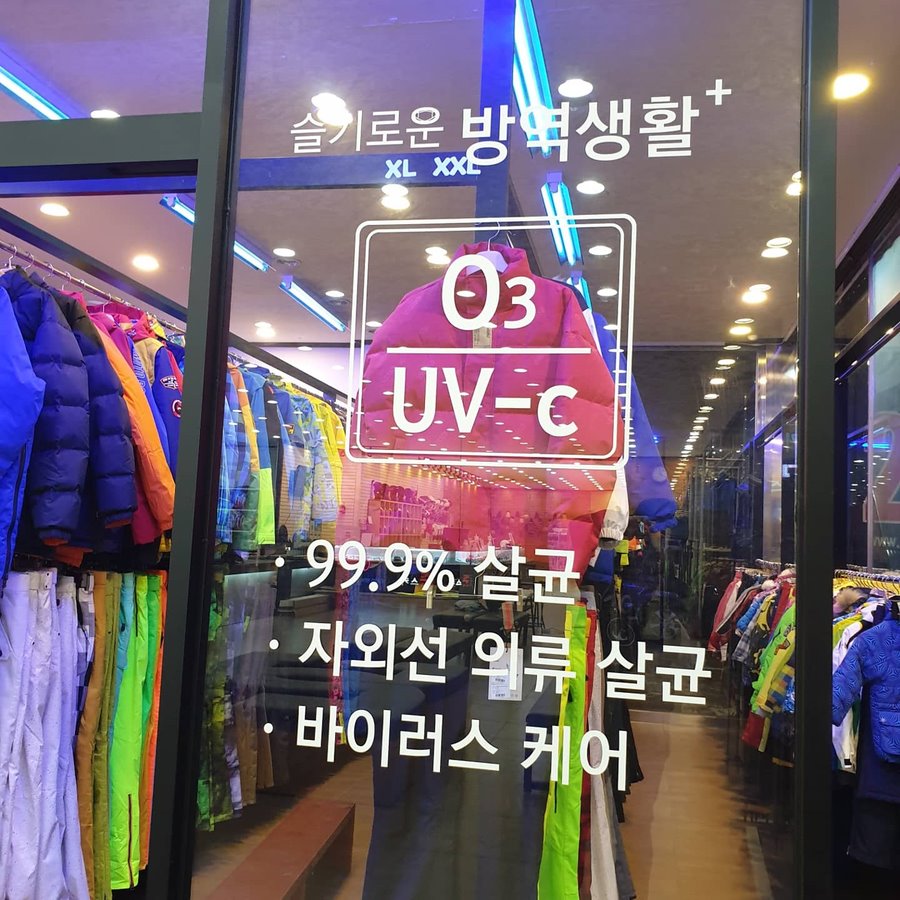 슬기로운 방역생활+
XL XXL
Q3
UV-c
· 99.9% 살균
· 자외선 의류 살균
· 바이러스 케어